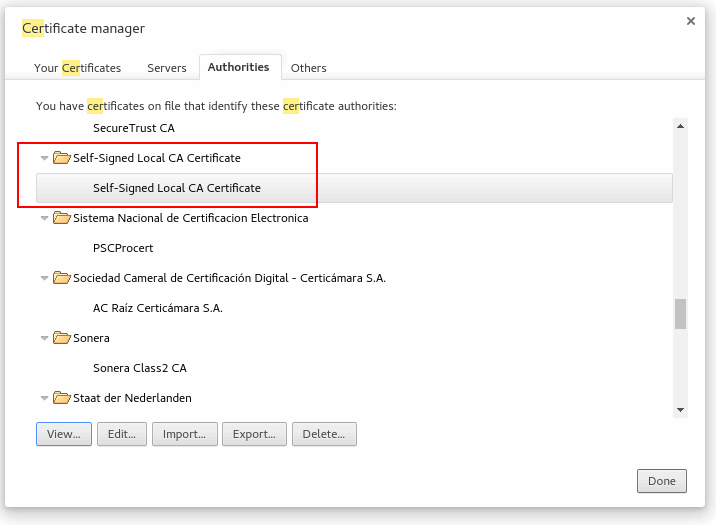 Certificate manager
Your Certificates Servers Authorities Others
You have certificates on file that identify these certificate authorities:
SecureTrust CA
Self-Signed Local CA Certificate
Self-Signed Local CA Certificate
Sistema Nacional de Certificacion Electronica
PSCProcert
Sociedad Cameral de Certificación Digital - Certicámara S.A.
AC Raíz Certicámara S.A.
Sonera
Sonera Class2 CA
Staat der Nederlanden
View... Edit... Import... Export... Delete...
Done